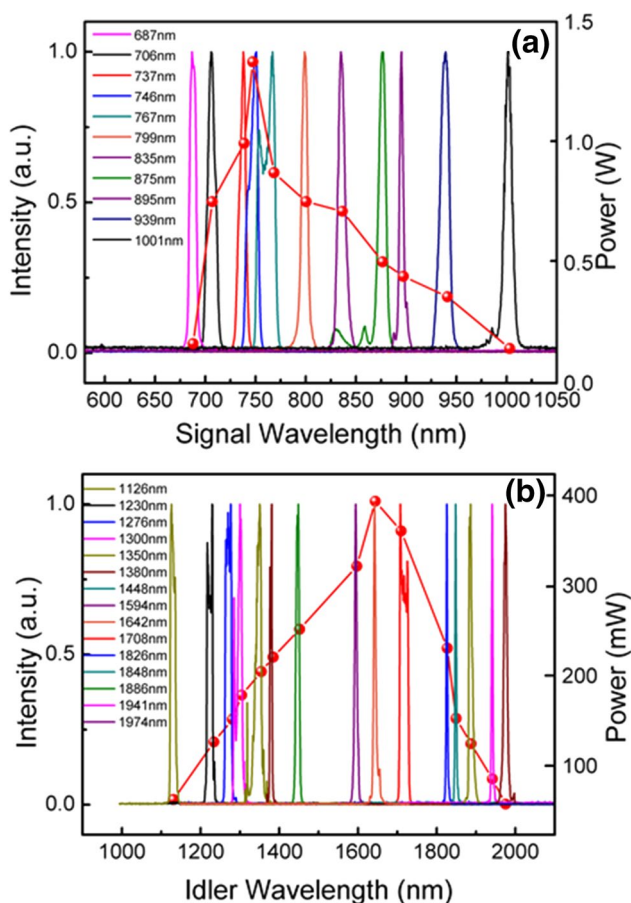 (a)
687nm
706nm
737nm
746nm
767nm
799nm
835nm
875nm
895nm
939nm
1001nm
1.0
0.5
0.0
Intensity (a.u.)
1.5
1.0
0.5
0.0
Power (W)
600 650 700 750 800 850 900 950 1000 1050
Signal Wavelength (nm)
(b)
1126nm
1230nm
1276nm
1300nm
1350nm
1380nm
1448nm
1594nm
1642nm
1708nm
1826nm
1848nm
1886nm
1941nm
1974nm
1.0
0.5
0.0
Intensity (a.u.)
400
300
200
100
Power (mW)
1000 1200 1400 1600 1800 2000
Idler Wavelength (nm)